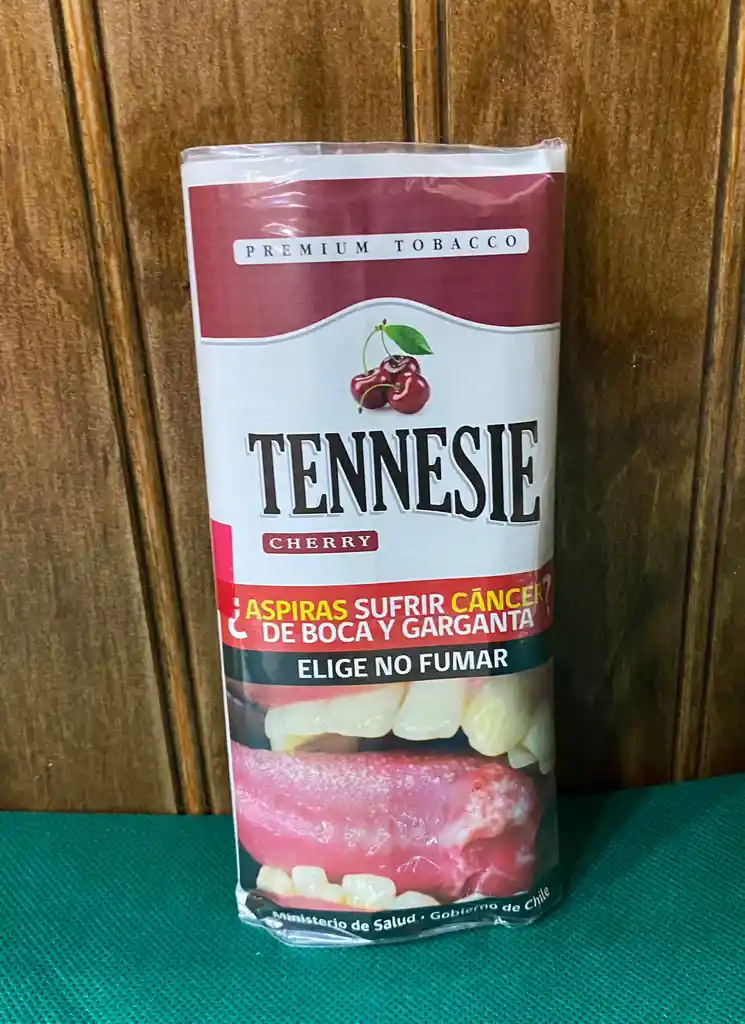 PREMIUM TOBACCO
TENNESIE
CHERRY
¿ASPIRAS SUFRIR CÁNCER?
DE BOCA Y GARGANTA
ELIGE NO FUMAR
Ministerio de Salud · Gobierno de Chile